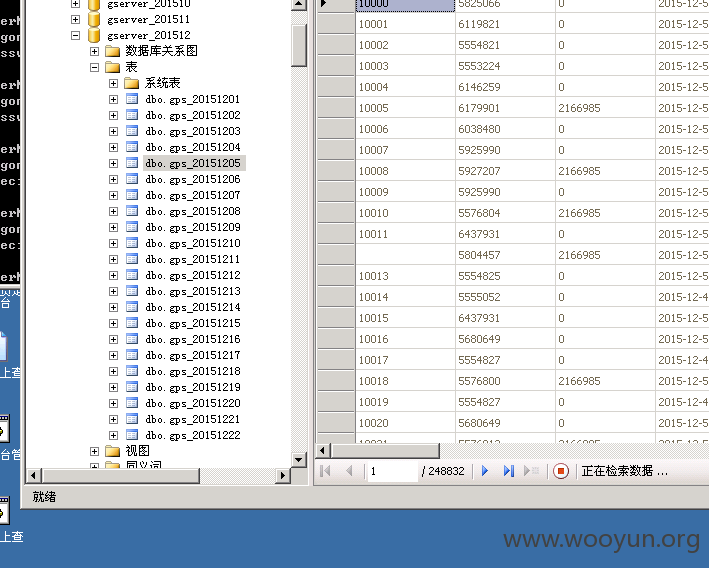 gserver_201510
gserver_201511
gserver_201512
数据库关系图
表
系统表
dbo.gps_20151201
dbo.gps_20151202
dbo.gps_20151203
dbo.gps_20151204
dbo.gps_20151205
dbo.gps_20151206
dbo.gps_20151207
dbo.gps_20151208
dbo.gps_20151209
dbo.gps_20151210
dbo.gps_20151211
dbo.gps_20151212
dbo.gps_20151213
dbo.gps_20151214
dbo.gps_20151215
dbo.gps_20151216
dbo.gps_20151217
dbo.gps_20151218
dbo.gps_20151219
dbo.gps_20151220
dbo.gps_20151221
dbo.gps_20151222
视图
同义词
就绪
10000 5825066 0 2015-12-5
10001 6119821 0 2015-12-5
10002 5554821 0 2015-12-5
10003 5553224 0 2015-12-5
10004 6146259 0 2015-12-5
10005 6179901 2166985 2015-12-5
10006 6038480 0 2015-12-5
10007 5925990 0 2015-12-5
10008 5927207 2166985 2015-12-5
10009 5925990 0 2015-12-5
10010 5576804 2166985 2015-12-5
10011 6437931 0 2015-12-5
5804457 2166985 2015-12-5
10013 5554825 0 2015-12-5
10014 5555052 0 2015-12-4
10015 6437931 0 2015-12-5
10016 5680649 0 2015-12-5
10017 5554827 0 2015-12-4
10018 5576800 2166985 2015-12-5
10019 5554827 0 2015-12-4
10020 5680649 0 2015-12-5
1 / 248832 正在检索数据 ...
上查
台管
上查
www.wooyun.org